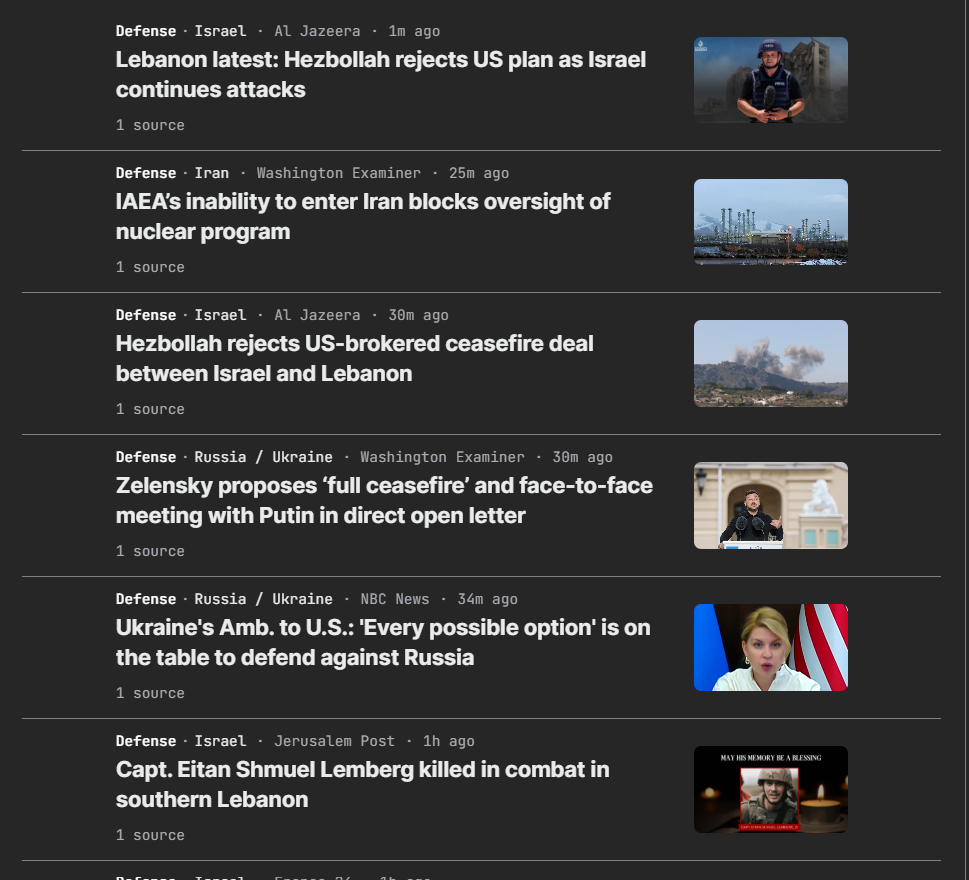 Defense · Israel · Al Jazeera · 1m ago
Lebanon latest: Hezbollah rejects US plan as Israel
continues attacks
1 source
Defense · Iran · Washington Examiner · 25m ago
IAEA’s inability to enter Iran blocks oversight of
nuclear program
1 source
Defense · Israel · Al Jazeera · 30m ago
Hezbollah rejects US-brokered ceasefire deal
between Israel and Lebanon
1 source
Defense · Russia / Ukraine · Washington Examiner · 30m ago
Zelensky proposes ‘full ceasefire’ and face-to-face
meeting with Putin in direct open letter
1 source
Defense · Russia / Ukraine · NBC News · 34m ago
Ukraine's Amb. to U.S.: 'Every possible option' is on
the table to defend against Russia
1 source
Defense · Israel · Jerusalem Post · 1h ago
Capt. Eitan Shmuel Lemberg killed in combat in
southern Lebanon
1 source
MAY HIS MEMORY BE A BLESSING